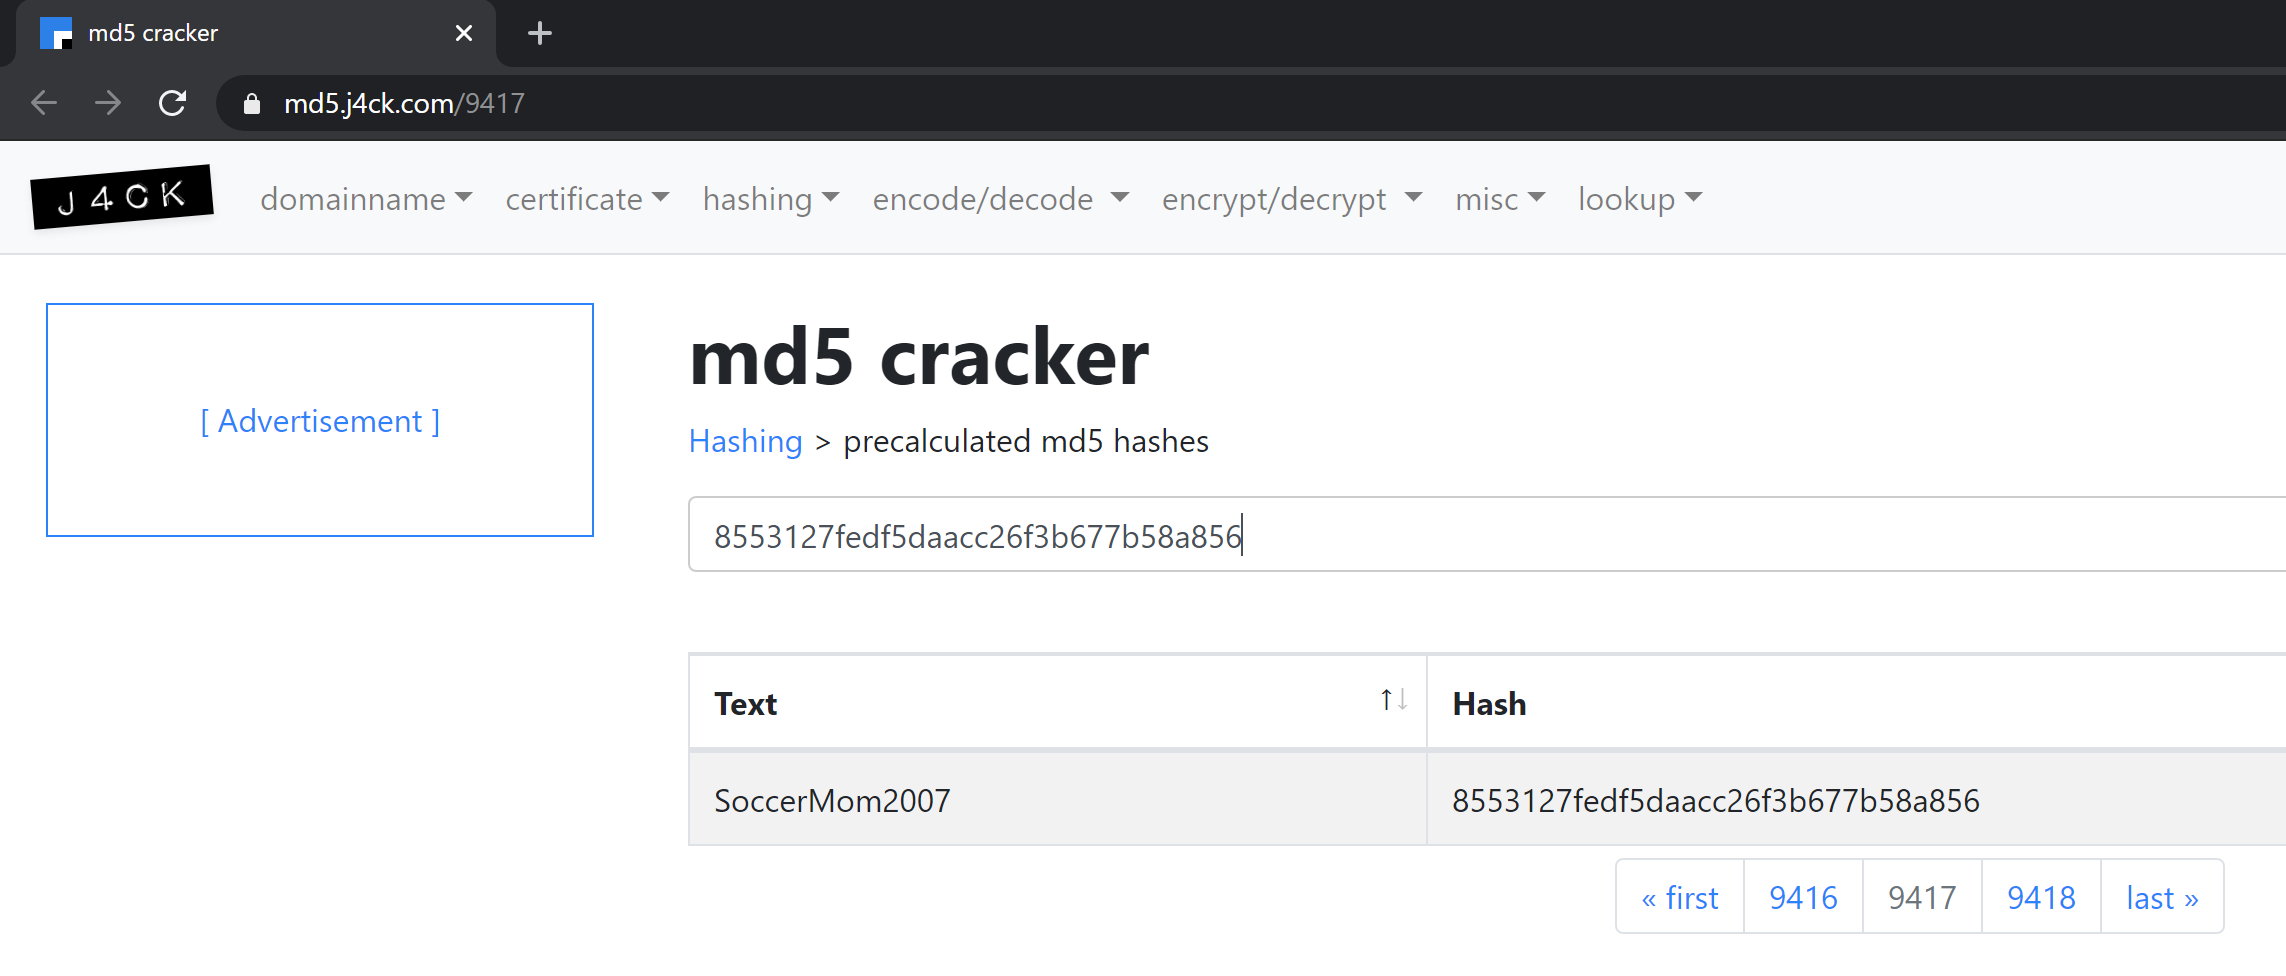 md5 cracker
md5.j4ck.com/9417
J4CK
domainname
certificate
hashing
encode/decode
encrypt/decrypt
misc
lookup
[ Advertisement ]
md5 cracker
Hashing > precalculated md5 hashes
8553127fedf5daacc26f3b677b58a856
Text ↑↓ Hash
SoccerMom2007 8553127fedf5daacc26f3b677b58a856
« first 9416 9417 9418 last »